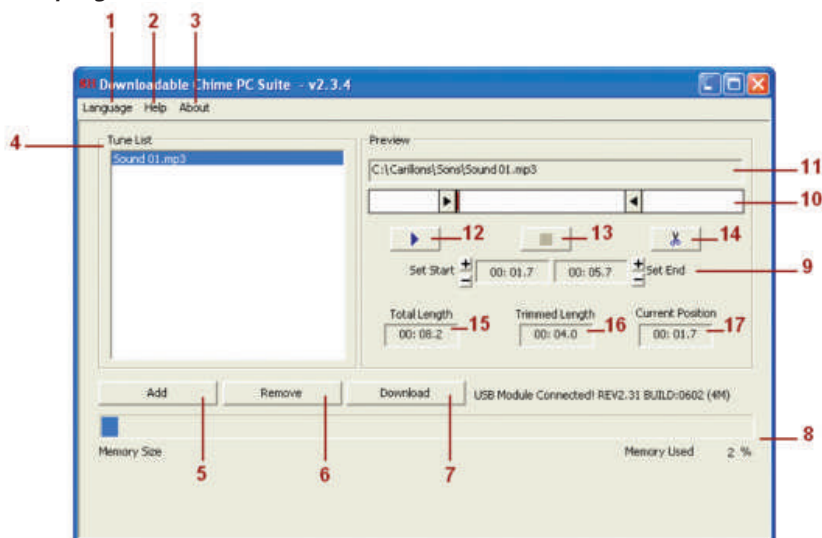 1 2 3
Downloadable Chime PC Suite - v2.3.4
Language Help About
4
Tune List
Sound 01.mp3
Preview
C:\Carillons\Sons\Sound 01.mp3
11
10
12 13 14
Set Start + - 00: 01.7 00: 05.7 + - Set End
9
Total Length Trimmed Length Current Position
00: 08.2 15 00: 04.0 16 00: 01.7 17
Add Remove Download USB Module Connected! REV2.31 BUILD:0602 (4M)
8
Memory Size Memory Used 2 %
5 6 7